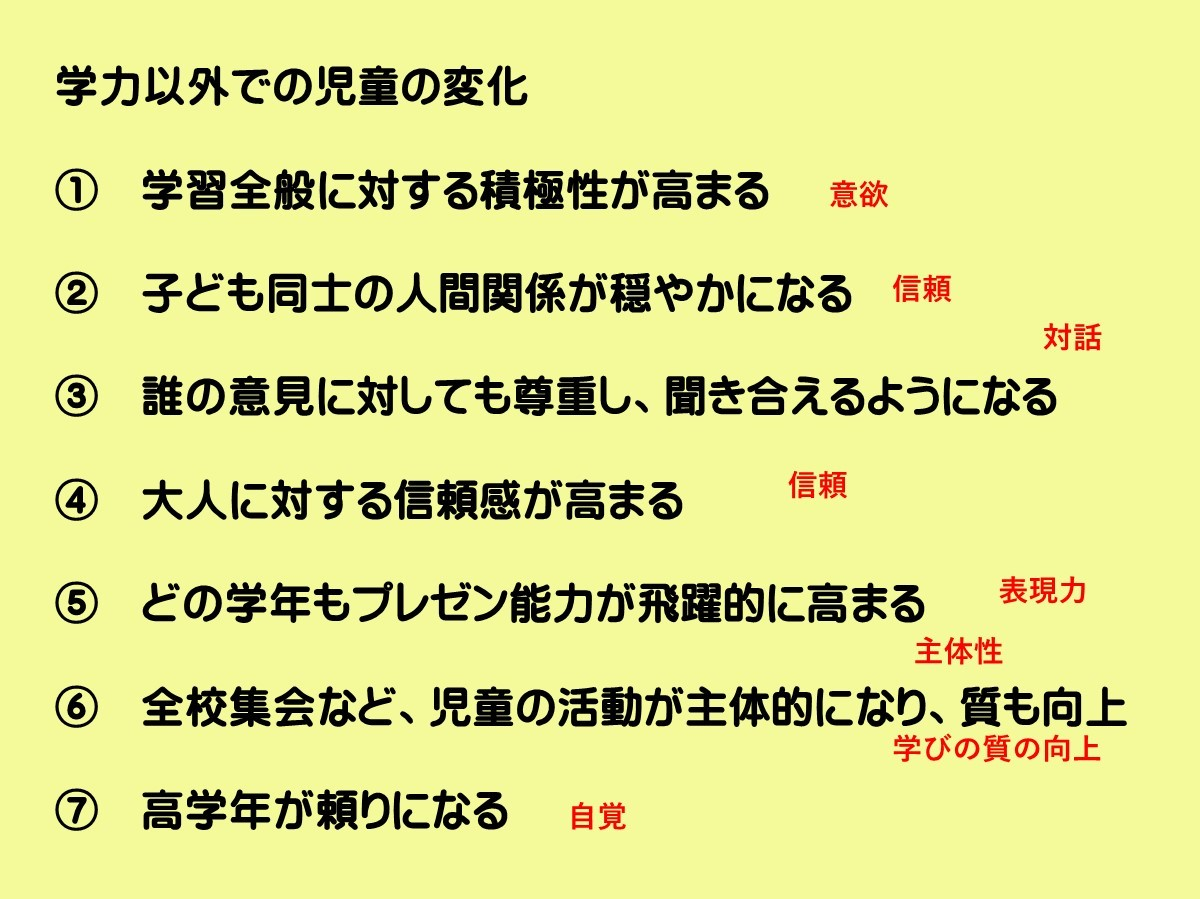 学力以外での児童の変化
① 学習全般に対する積極性が高まる 意欲
② 子ども同士の人間関係が穏やかになる 信頼
対話
③ 誰の意見に対しても尊重し、聞き合えるようになる
④ 大人に対する信頼感が高まる 信頼
⑤ どの学年もプレゼン能力が飛躍的に高まる 表現力
主体性
⑥ 全校集会など、児童の活動が主体的になり、質も向上
学びの質の向上
⑦ 高学年が頼りになる 自覚